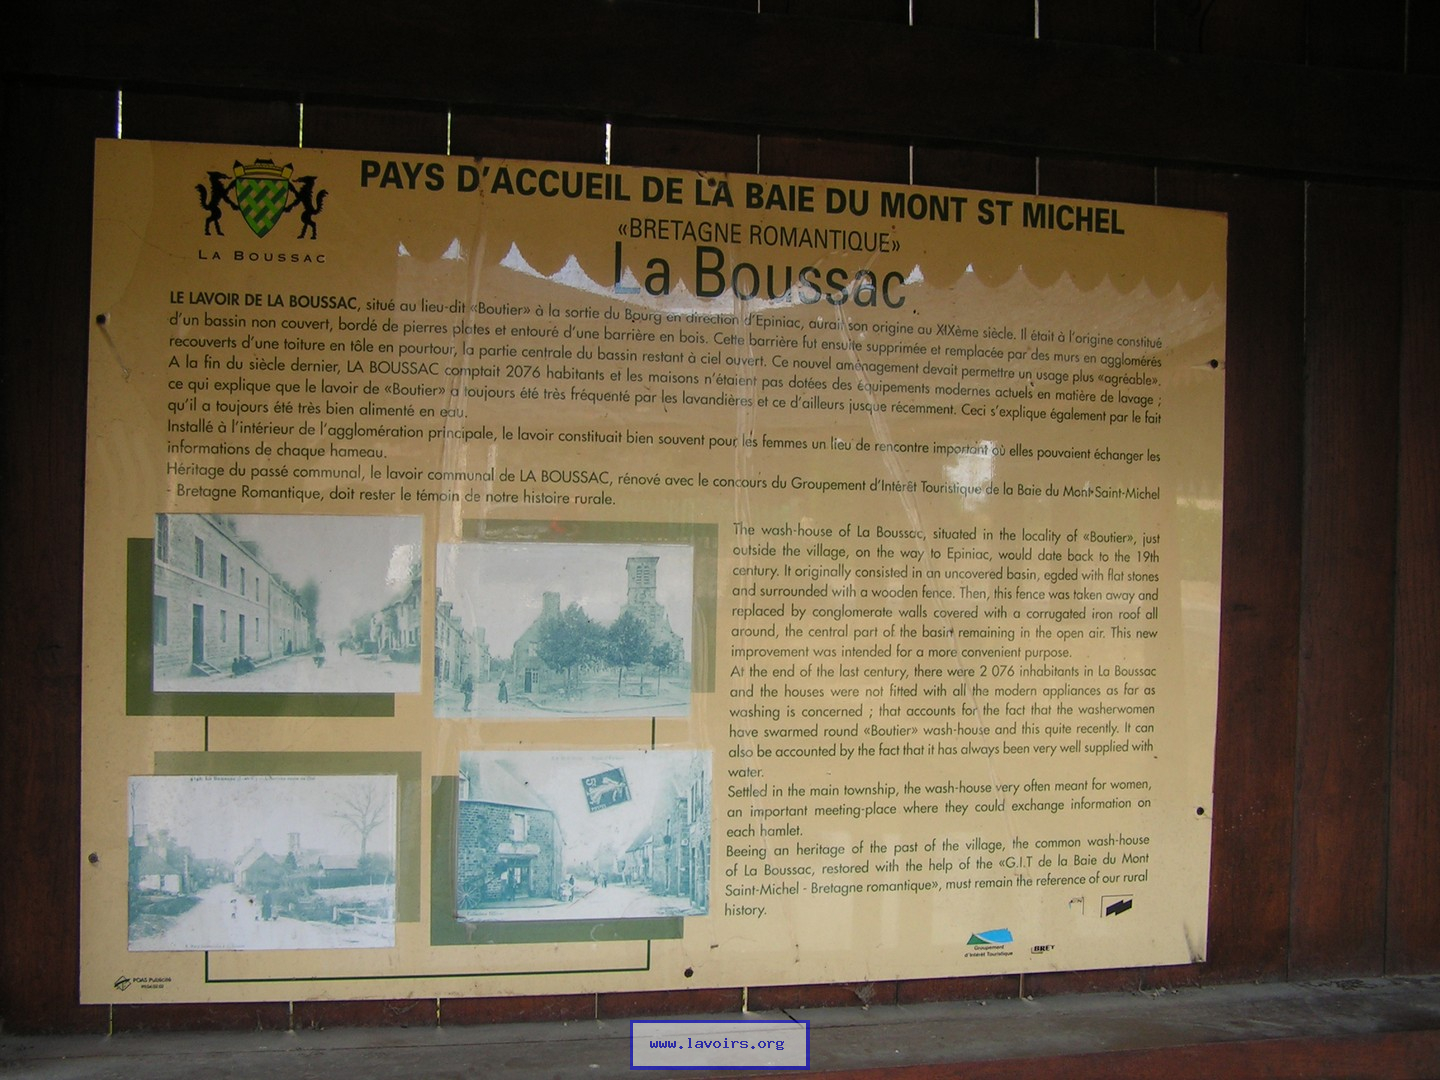 LA BOUSSAC
PAYS D'ACCUEIL DE LA BAIE DU MONT ST MICHEL
«BRETAGNE ROMANTIQUE»
La Boussac
LE LAVOIR DE LA BOUSSAC, situé au lieu-dit «Boutier» à la sortie du Bourg en direction d'Epiniac, aurait son origine au XIXème siècle. Il était à l'origine constitué
d'un bassin non couvert, bordé de pierres plates et entouré d'une barrière en bois. Cette barrière fut ensuite supprimée et remplacée par des murs en agglomérés
recouverts d'une toiture en tôle en pourtour, la partie centrale du bassin restant à ciel ouvert. Ce nouvel aménagement devait permettre un usage plus «agréable».
A la fin du siècle dernier, LA BOUSSAC comptait 2076 habitants et les maisons n'étaient pas dotées des équipements modernes actuels en matière de lavage ;
ce qui explique que le lavoir de «Boutier» a toujours été très fréquenté par les lavandières et ce d'ailleurs jusque récemment. Ceci s'explique également par le fait
qu'il a toujours été très bien alimenté en eau.
Installé à l'intérieur de l'agglomération principale, le lavoir constituait bien souvent pour les femmes un lieu de rencontre important où elles pouvaient échanger les
informations de chaque hameau.
Héritage du passé communal, le lavoir communal de LA BOUSSAC, rénové avec le concours du Groupement d'Intérêt Touristique de la Baie du Mont-Saint-Michel
- Bretagne Romantique, doit rester le témoin de notre histoire rurale.
The wash-house of La Boussac, situated in the locality of «Boutier», just
outside the village, on the way to Epiniac, would date back to the 19th
century. It originally consisted in an uncovered basin, egded with flat stones
and surrounded with a wooden fence. Then, this fence was taken away and
replaced by conglomerate walls covered with a corrugated iron roof all
around, the central part of the basin remaining in the open air. This new
improvement was intended for a more convenient purpose.
At the end of the last century, there were 2 076 inhabitants in La Boussac
and the houses were not fitted with all the modern appliances as far as
washing is concerned ; that accounts for the fact that the washerwomen
have swarmed round «Boutier» wash-house and this quite recently. It can
also be accounted by the fact that it has always been very well supplied with
water.
Settled in the main township, the wash-house very often meant for women,
an important meeting-place where they could exchange information on
each hamlet.
Beeing an heritage of the past of the village, the common wash-house
of La Boussac, restored with the help of the «G.I.T de la Baie du Mont
Saint-Michel - Bretagne romantique», must remain the reference of our rural
history.
Groupement
d'Intérêt Touristique
POAS Publicité
www.lavoirs.org